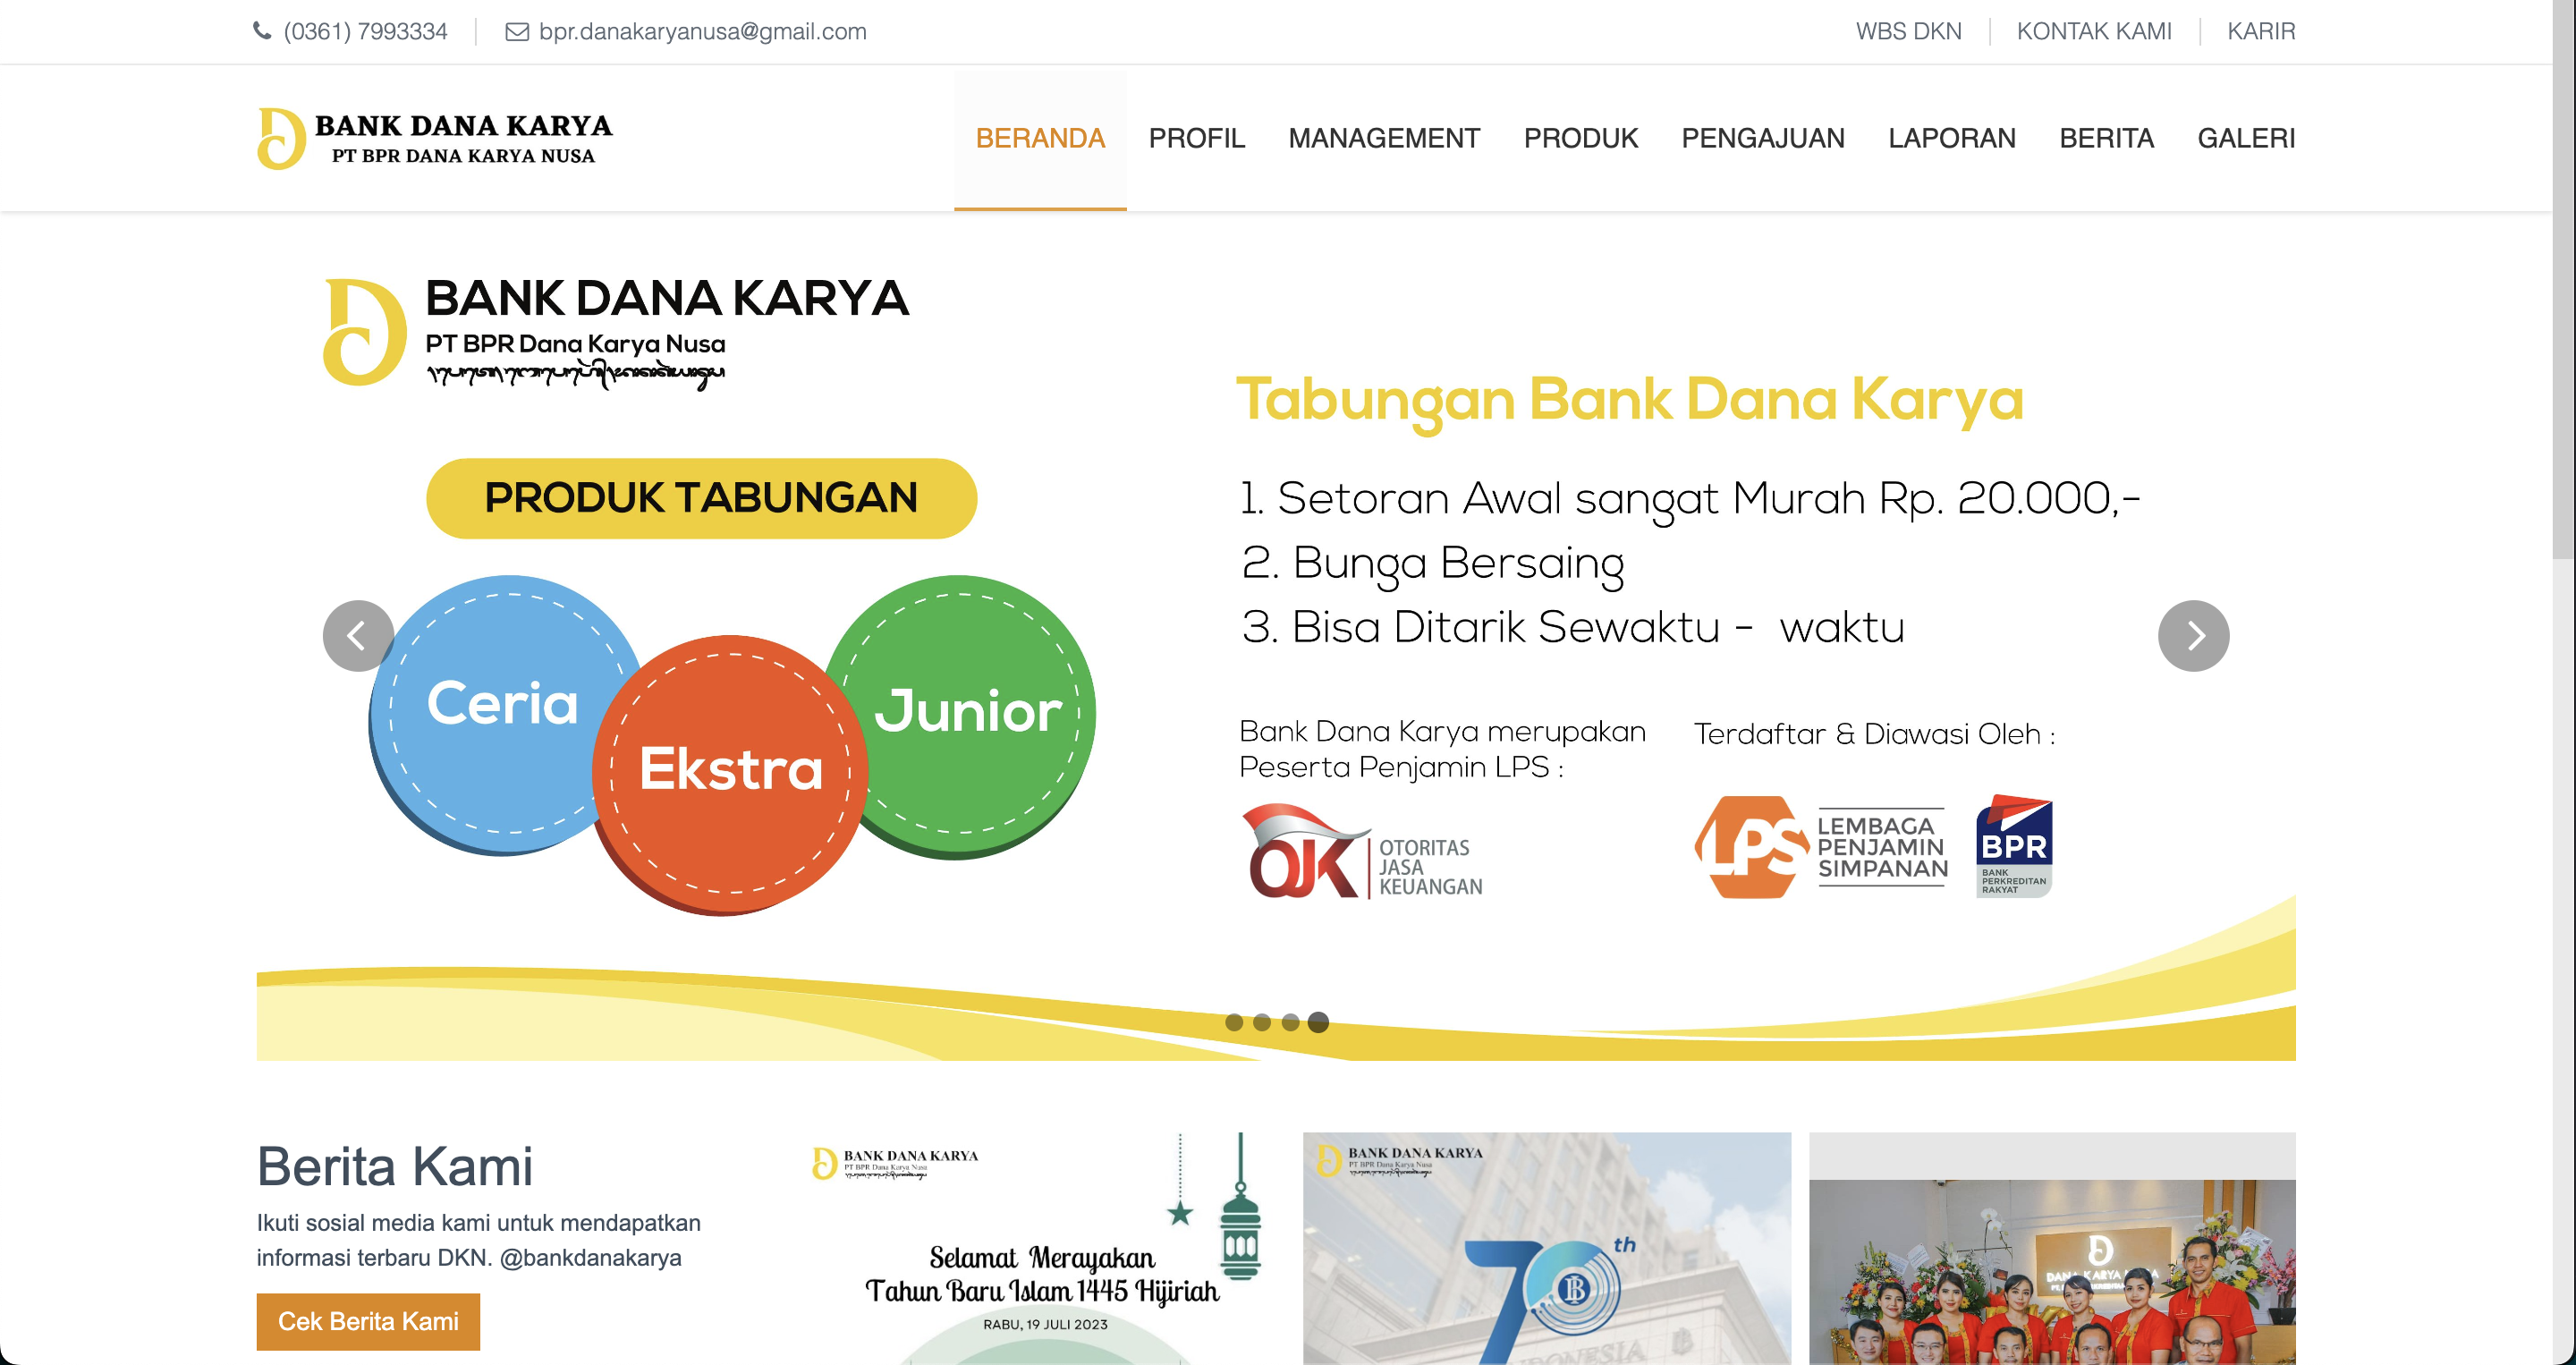 (0361) 7993334
bpr.danakaryanusa@gmail.com
WBS DKN
KONTAK KAMI
KARIR
BANK DANA KARYA
PT BPR DANA KARYA NUSA
BERANDA
PROFIL
MANAGEMENT
PRODUK
PENGAJUAN
LAPORAN
BERITA
GALERI
BANK DANA KARYA
PT BPR Dana Karya Nusa
PRODUK TABUNGAN
Ceria
Ekstra
Junior
Tabungan Bank Dana Karya
1. Setoran Awal sangat Murah Rp. 20.000,-
2. Bunga Bersaing
3. Bisa Ditarik Sewaktu - waktu
Bank Dana Karya merupakan
Peserta Penjamin LPS :
OJK
OTORITAS
JASA
KEUANGAN
Terdaftar & Diawasi Oleh :
LPS
LEMBAGA
PENJAMIN
SIMPANAN
BPR
BANK
PERKREDITAN
RAKYAT
Berita Kami
Ikuti sosial media kami untuk mendapatkan
informasi terbaru DKN. @bankdanakarya
Cek Berita Kami
BANK DANA KARYA
PT BPR Dana Karya Nusa
Selamat Merayakan
Tahun Baru Islam 1445 Hijiriah
RABU, 19 JULI 2023
BANK DANA KARYA
PT BPR Dana Karya Nusa
70th
DANA KARYA